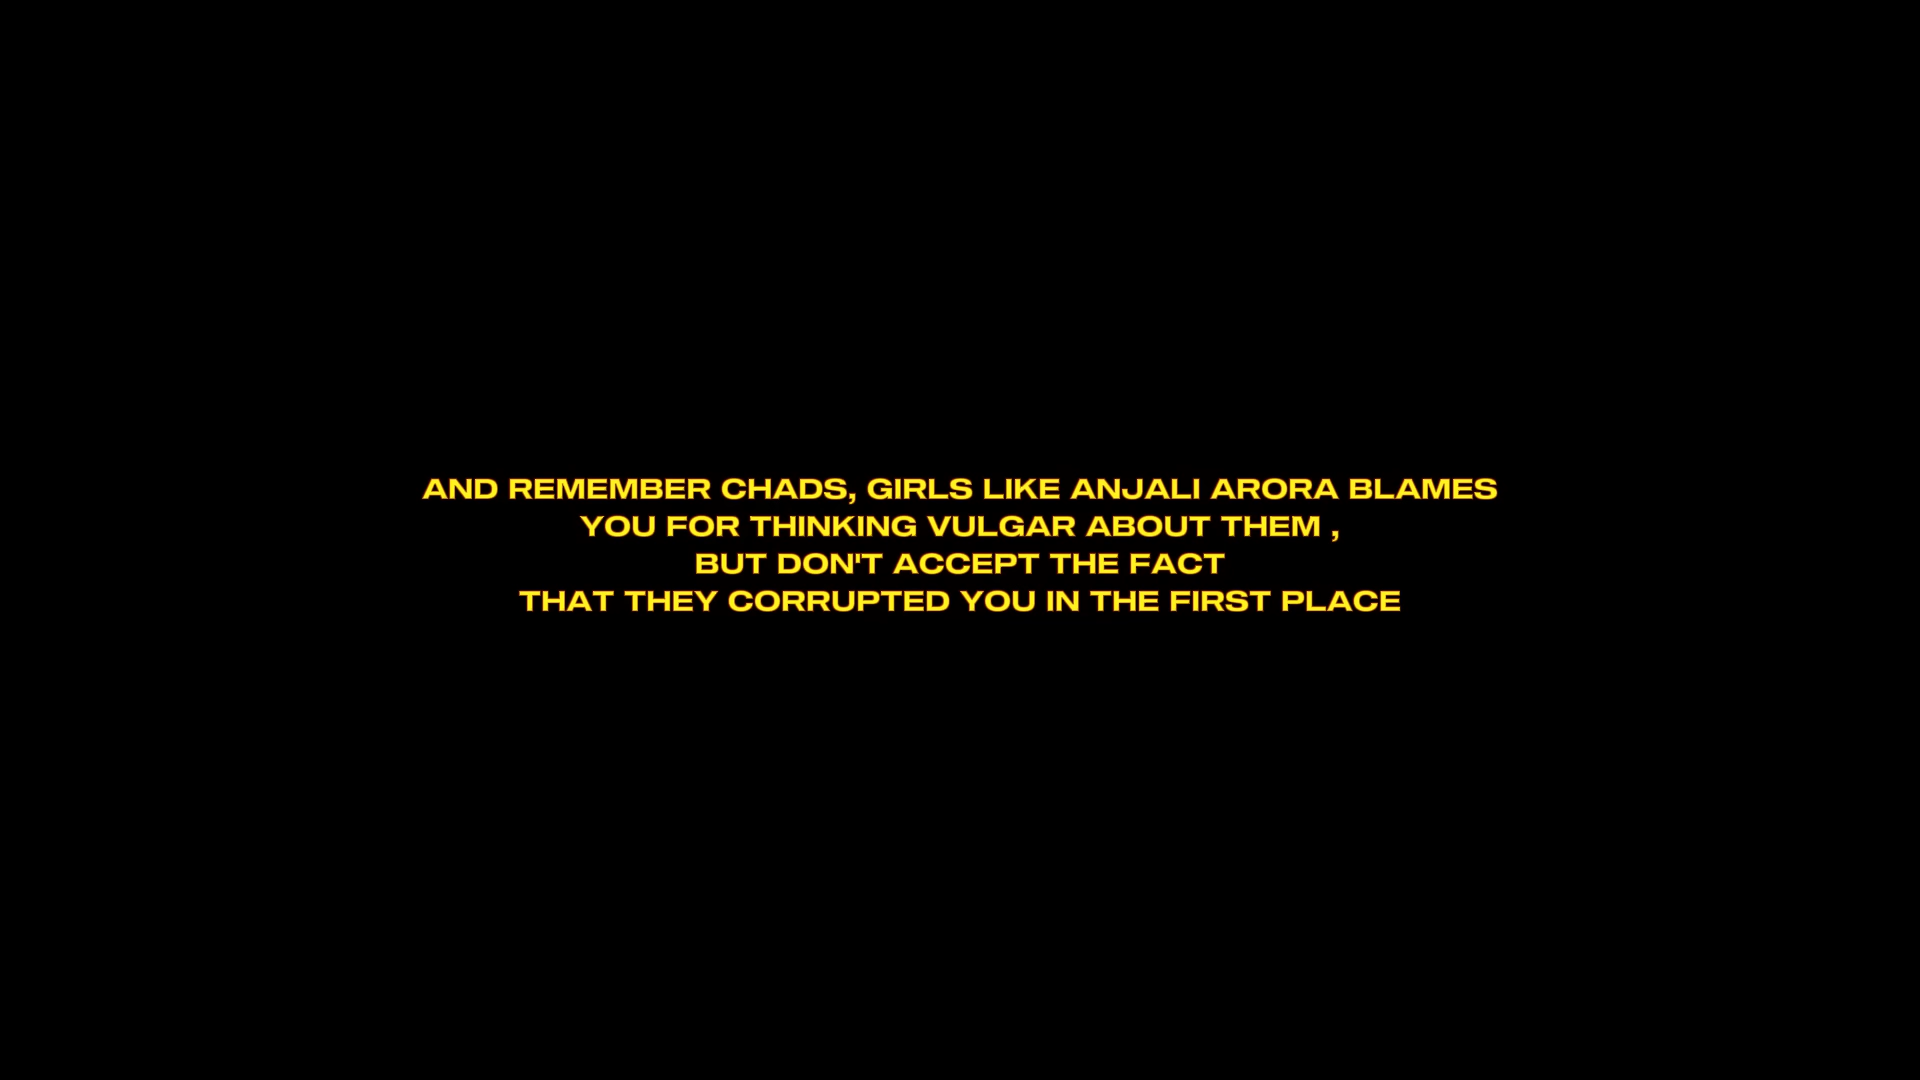 AND REMEMBER CHADS, GIRLS LIKE ANJALI ARORA BLAMES
YOU FOR THINKING VULGAR ABOUT THEM ,
BUT DON'T ACCEPT THE FACT
THAT THEY CORRUPTED YOU IN THE FIRST PLACE